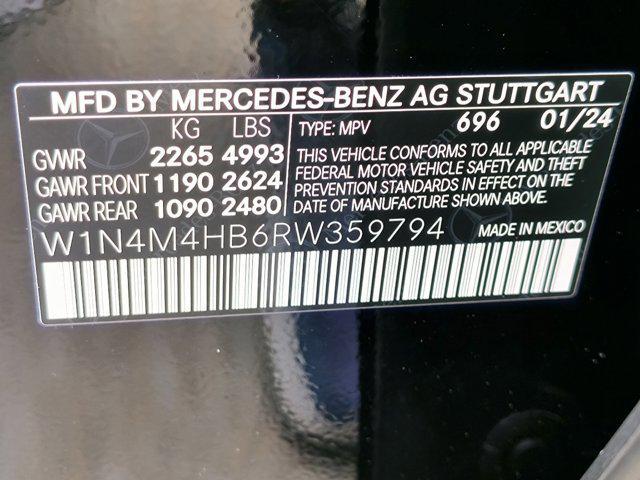 MFD BY MERCEDES-BENZ AG STUTTGART
KG LBS
GVWR 2265 4993
GAWR FRONT 1190 2624
GAWR REAR 1090 2480
TYPE: MPV 696 01/24
THIS VEHICLE CONFORMS TO ALL APPLICABLE
FEDERAL MOTOR VEHICLE SAFETY AND THEFT
PREVENTION STANDARDS IN EFFECT ON THE
DATE OF MANUFACTURE SHOWN ABOVE.
W1N4M4HB6RW359794 MADE IN MEXICO